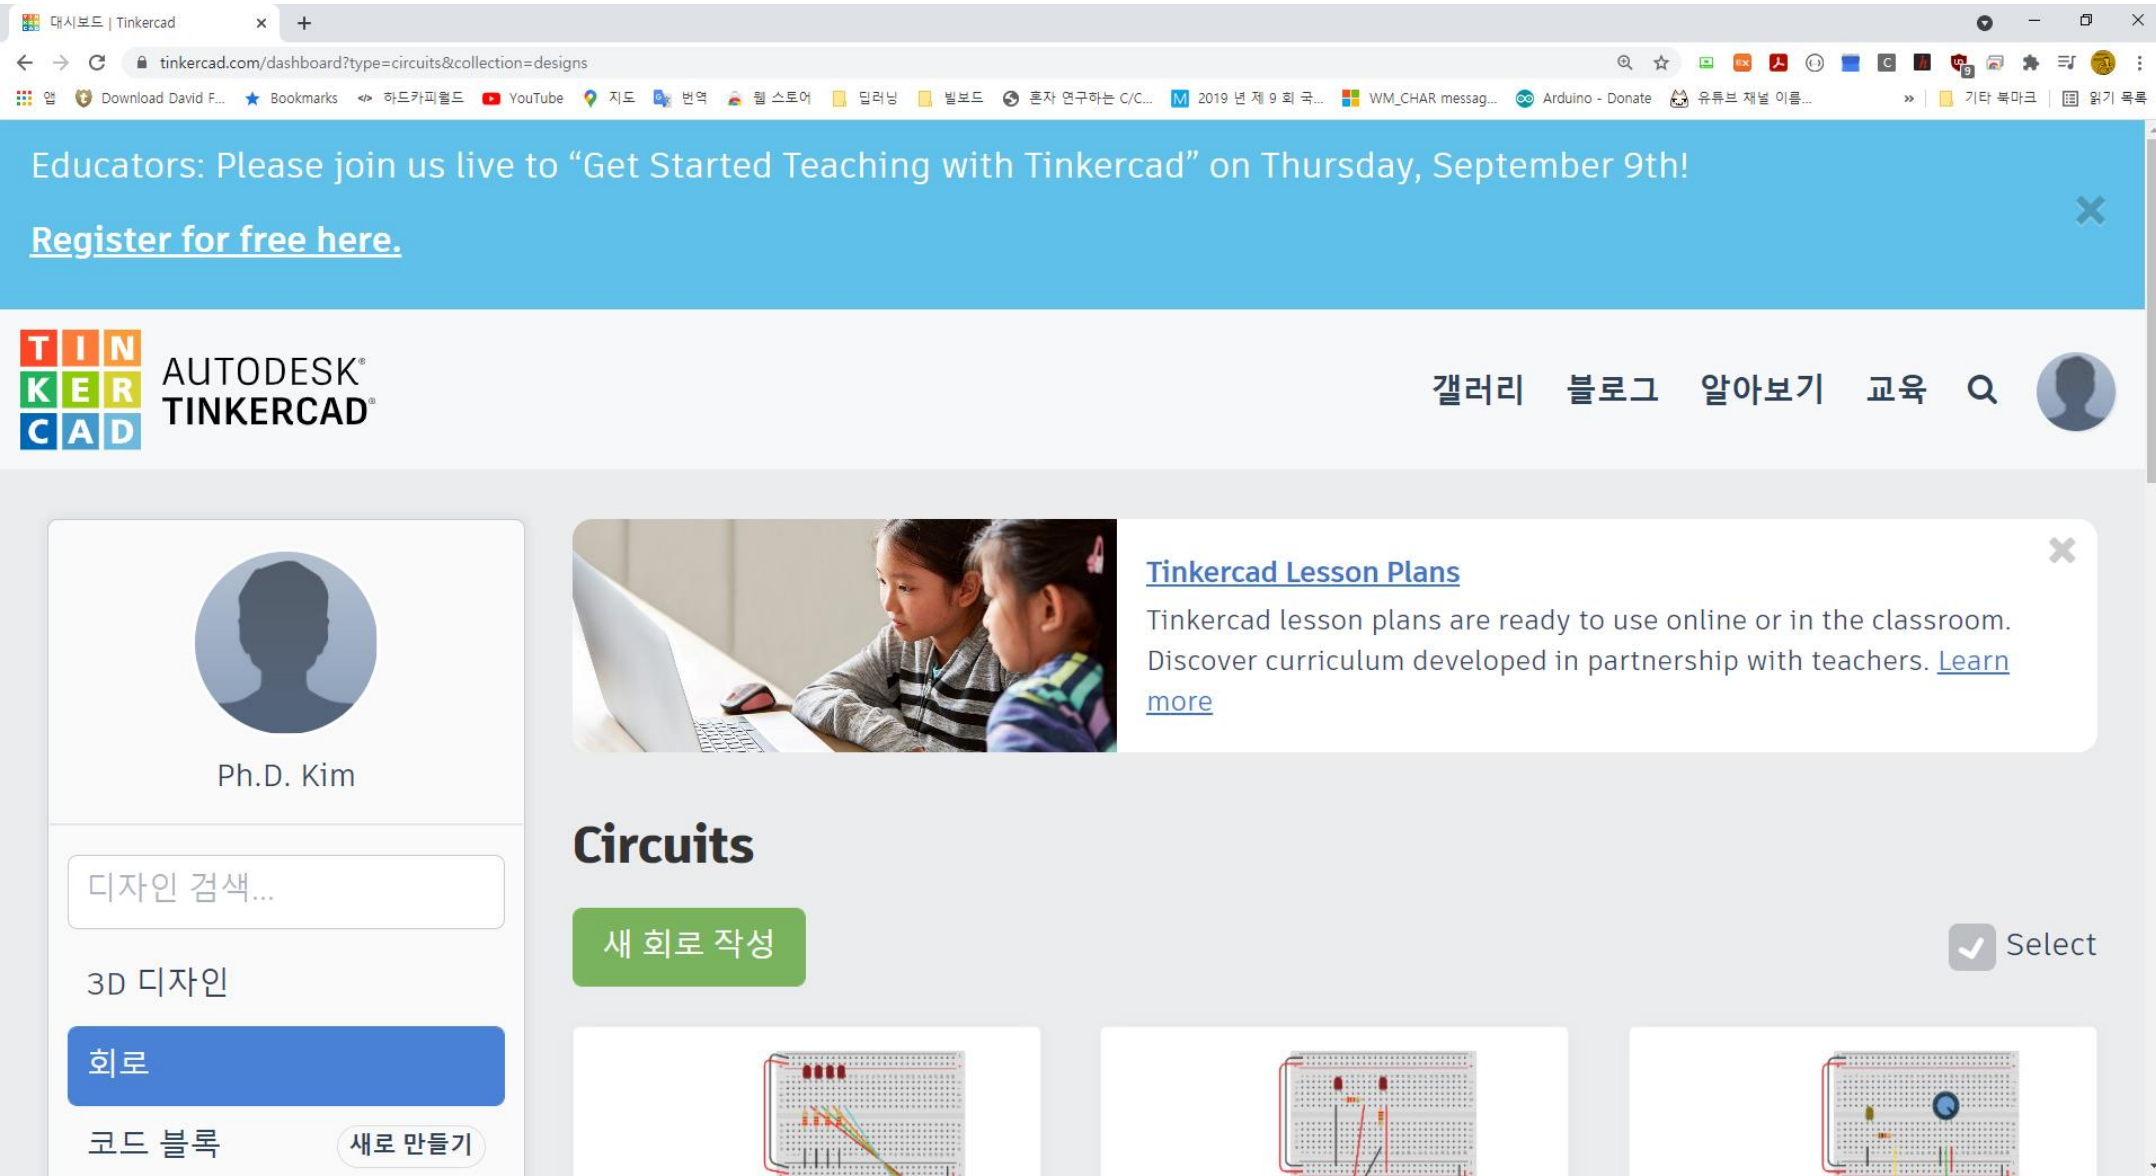 대시보드 | Tinkercad
tinkercad.com/dashboard?type=circuits&collection=designs
앱 Download David F... Bookmarks 하드카피월드 YouTube 지도 번역 웹 스토어 딥러닝 빌보드 혼자 연구하는 C/C... 2019 년 제 9 회 국... WM_CHAR messag... Arduino - Donate 유튜브 채널 이름... » 기타 북마크 읽기 목록
Educators: Please join us live to “Get Started Teaching with Tinkercad” on Thursday, September 9th!
Register for free here.
TIN
KER
CAD
AUTODESK®
TINKERCAD®
갤러리 블로그 알아보기 교육
Ph.D. Kim
디자인 검색...
3D 디자인
회로
코드 블록 새로 만들기
Tinkercad Lesson Plans
Tinkercad lesson plans are ready to use online or in the classroom.
Discover curriculum developed in partnership with teachers. Learn
more
Circuits
새 회로 작성
Select